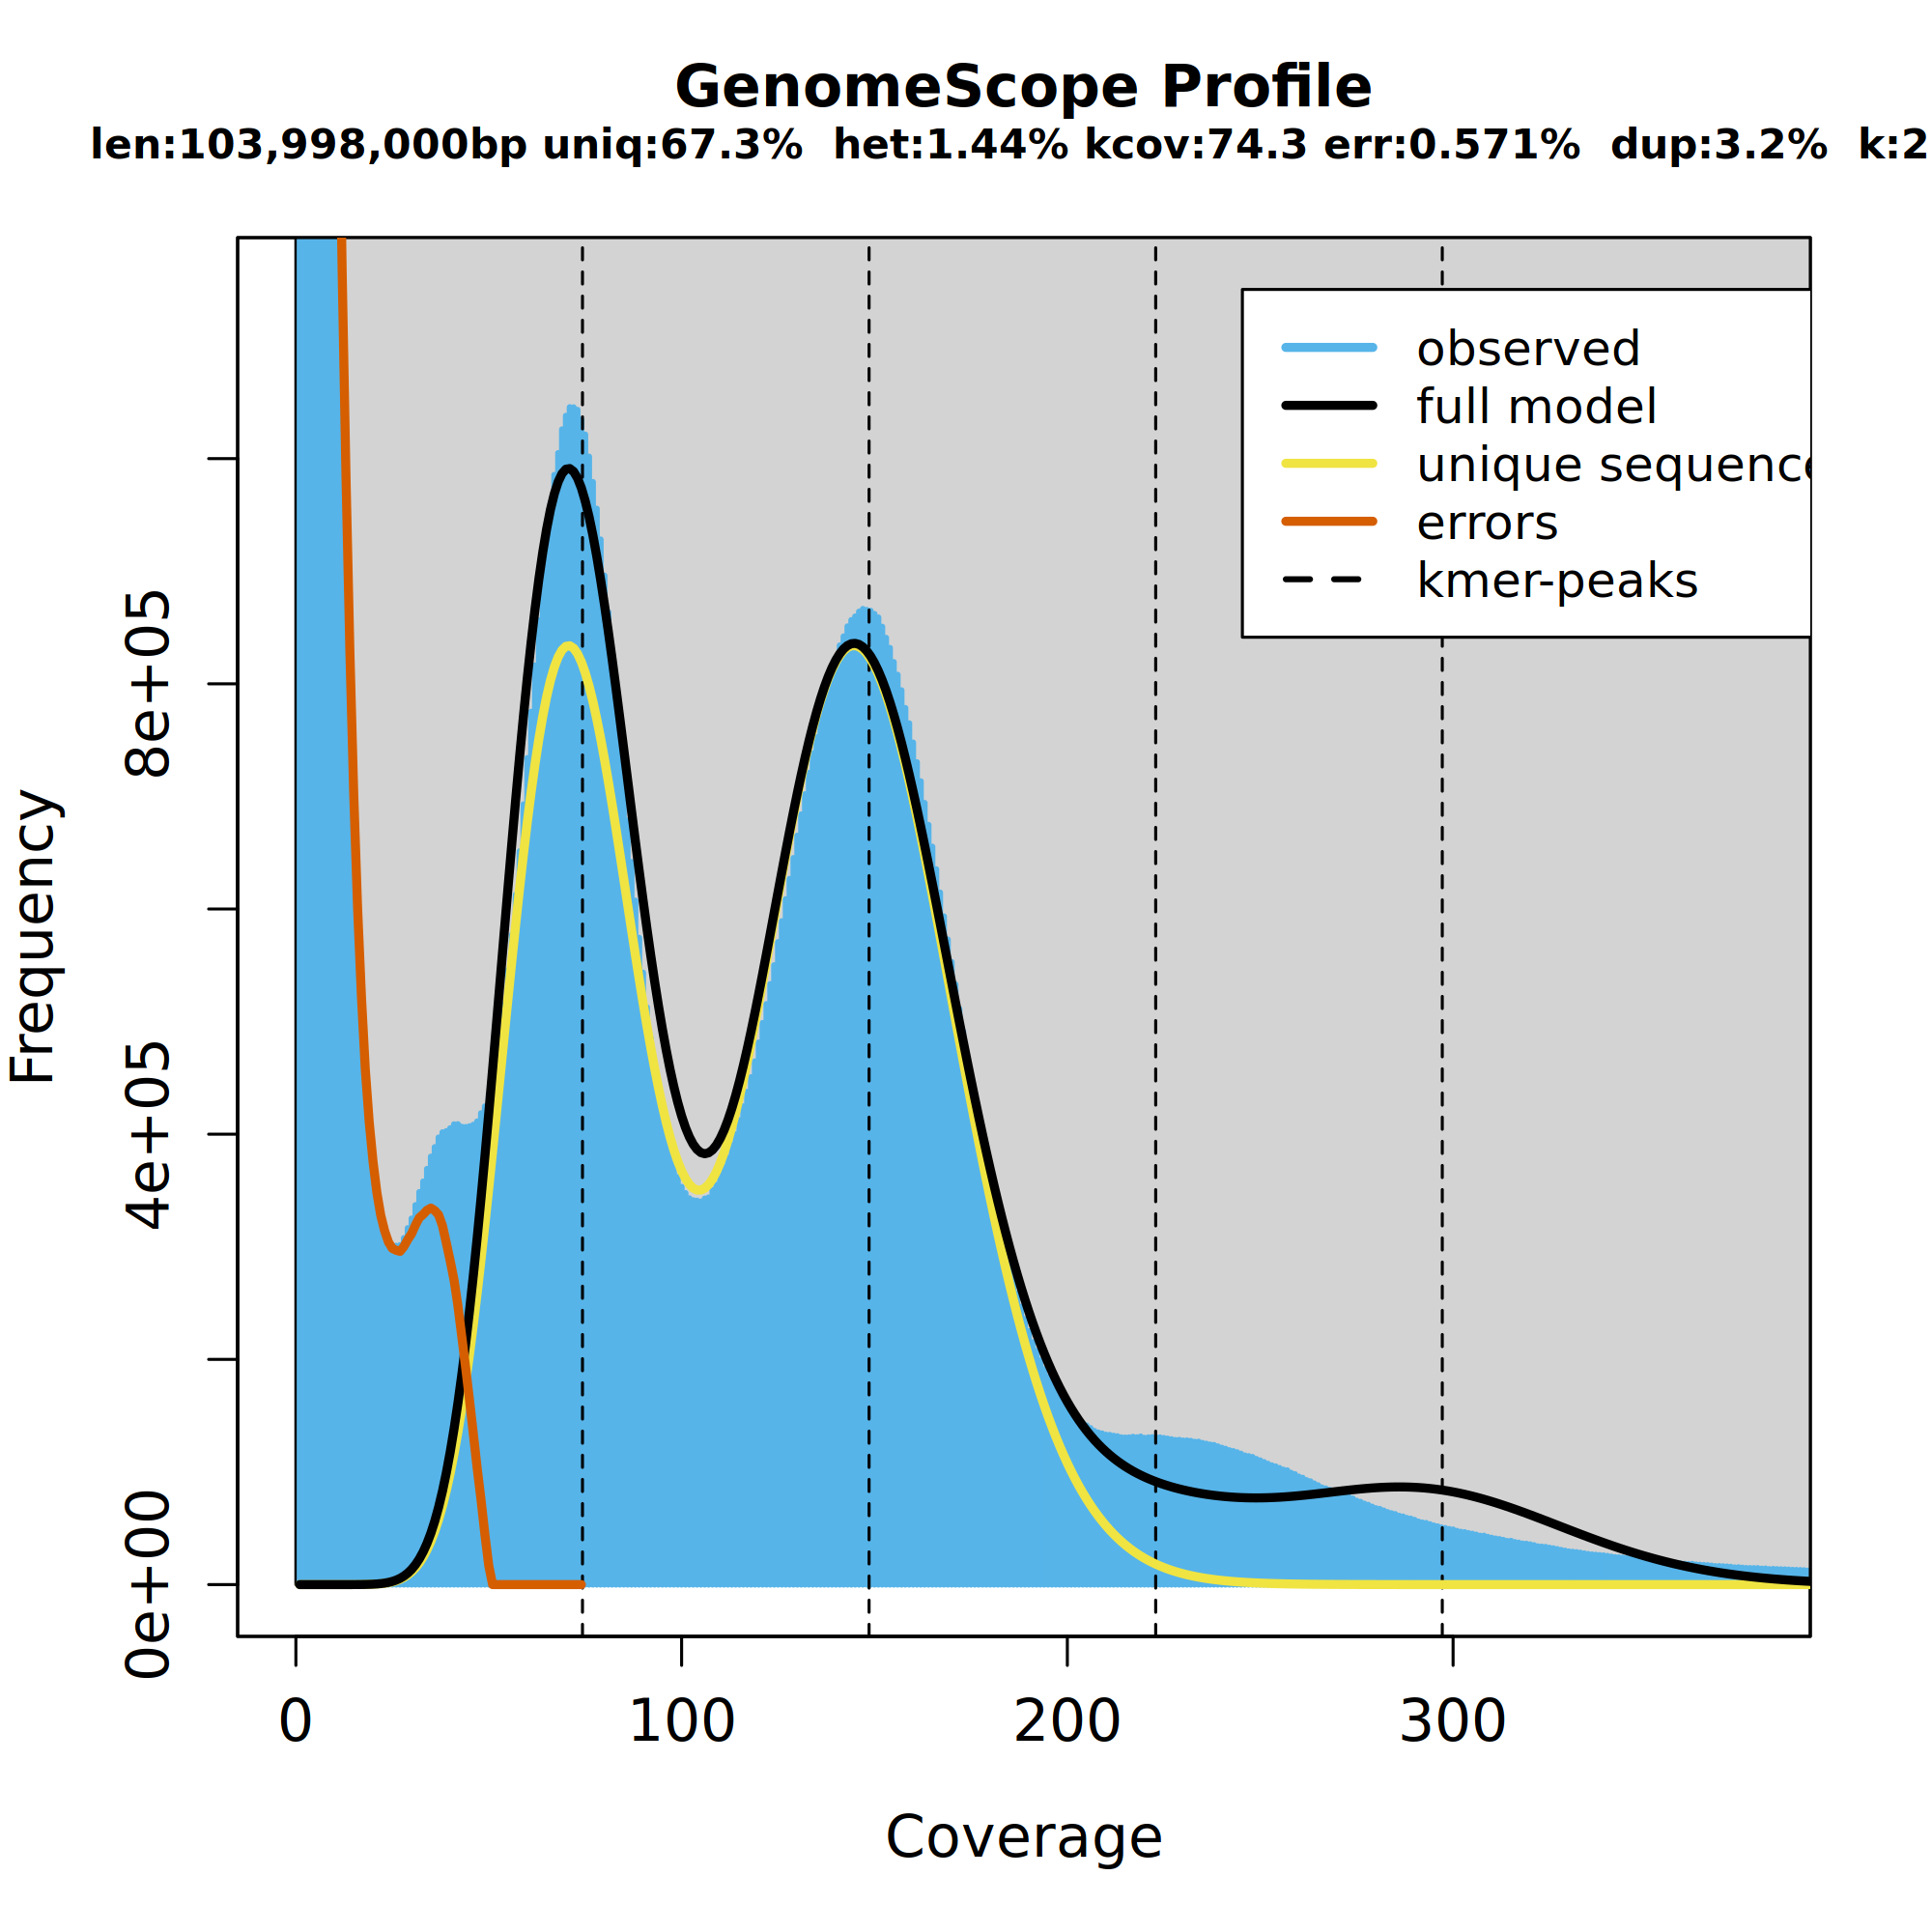 GenomeScope Profile
len:103,998,000bp uniq:67.3% het:1.44% kcov:74.3 err:0.571% dup:3.2% k:2
observed
full model
unique sequence
errors
kmer-peaks
Frequency
8e+05
4e+05
0e+00
0 100 200 300
Coverage